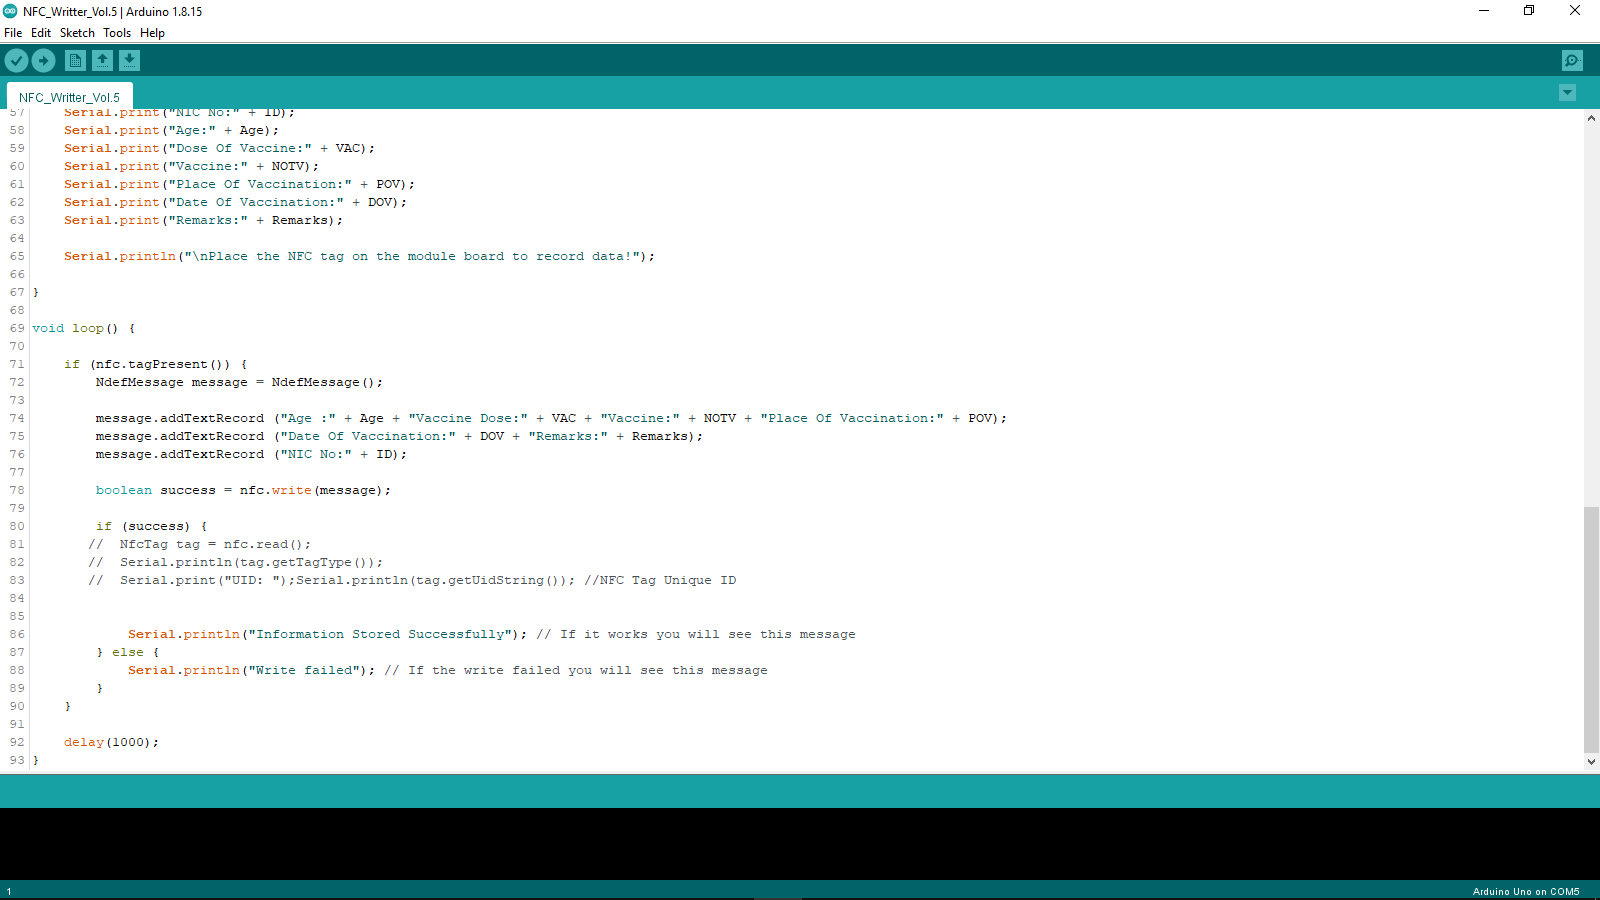 NFC_Writter_Vol.5 | Arduino 1.8.15
File Edit Sketch Tools Help
NFC_Writter_Vol.5
57 Serial.print("NIC No:" + ID);
58 Serial.print("Age:" + Age);
59 Serial.print("Dose Of Vaccine:" + VAC);
60 Serial.print("Vaccine:" + NOTV);
61 Serial.print("Place Of Vaccination:" + POV);
62 Serial.print("Date Of Vaccination:" + DOV);
63 Serial.print("Remarks:" + Remarks);
64
65 Serial.println("\nPlace the NFC tag on the module board to record data!");
66
67 }
68
69 void loop() {
70
71 if (nfc.tagPresent()) {
72 NdefMessage message = NdefMessage();
73
74 message.addTextRecord ("Age :" + Age + "Vaccine Dose:" + VAC + "Vaccine:" + NOTV + "Place Of Vaccination:" + POV);
75 message.addTextRecord ("Date Of Vaccination:" + DOV + "Remarks:" + Remarks);
76 message.addTextRecord ("NIC No:" + ID);
77
78 boolean success = nfc.write(message);
79
80 if (success) {
81 // NfcTag tag = nfc.read();
82 // Serial.println(tag.getTagType());
83 // Serial.print("UID: ");Serial.println(tag.getUidString()); //NFC Tag Unique ID
84
85
86 Serial.println("Information Stored Successfully"); // If it works you will see this message
87 } else {
88 Serial.println("Write failed"); // If the write failed you will see this message
89 }
90 }
91
92 delay(1000);
93 }
1 Arduino Uno on COM5